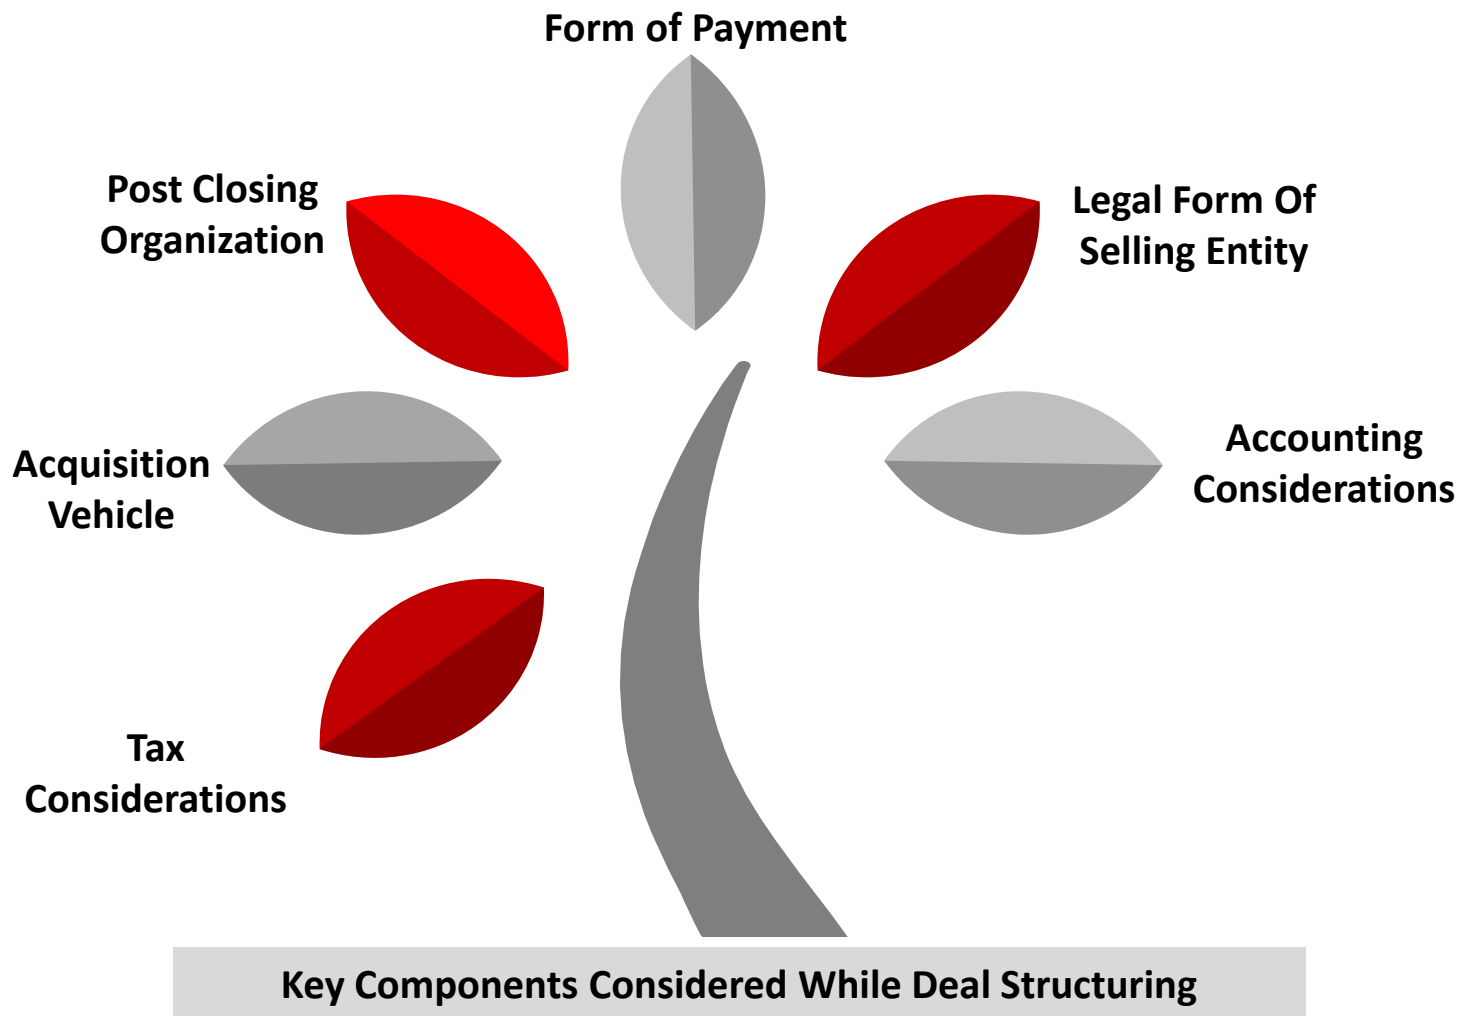 Form of Payment
Post Closing
Organization
Legal Form Of
Selling Entity
Acquisition
Vehicle
Accounting
Considerations
Tax
Considerations
Key Components Considered While Deal Structuring